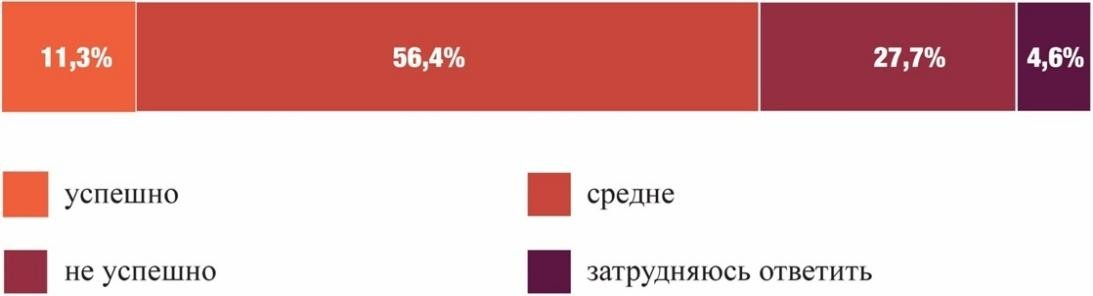 11,3% 56,4% 27,7% 4,6%
успешно средне
не успешно затрудняюсь ответить